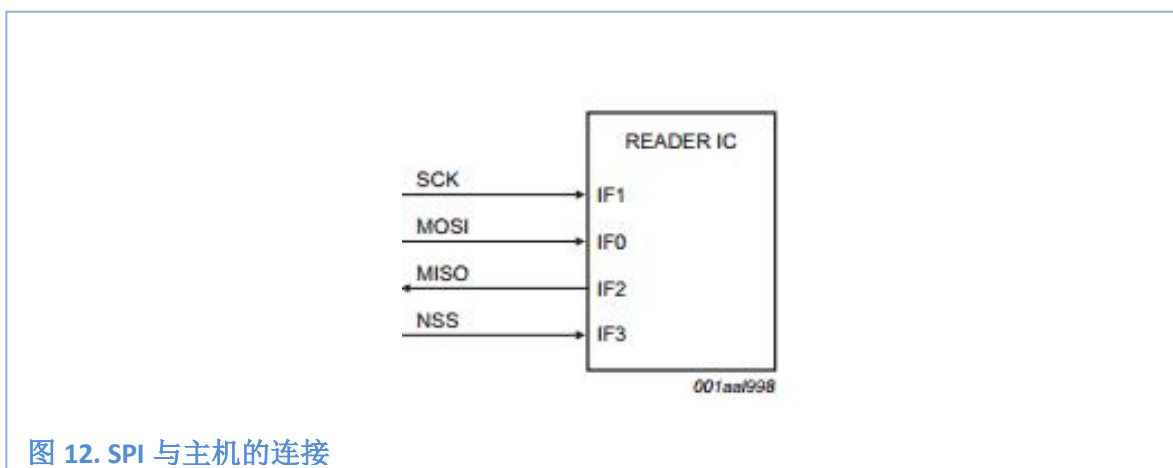 READER IC
SCK
IF1
MOSI
IF0
MISO
IF2
NSS
IF3
001aal998
图 12. SPI 与主机的连接